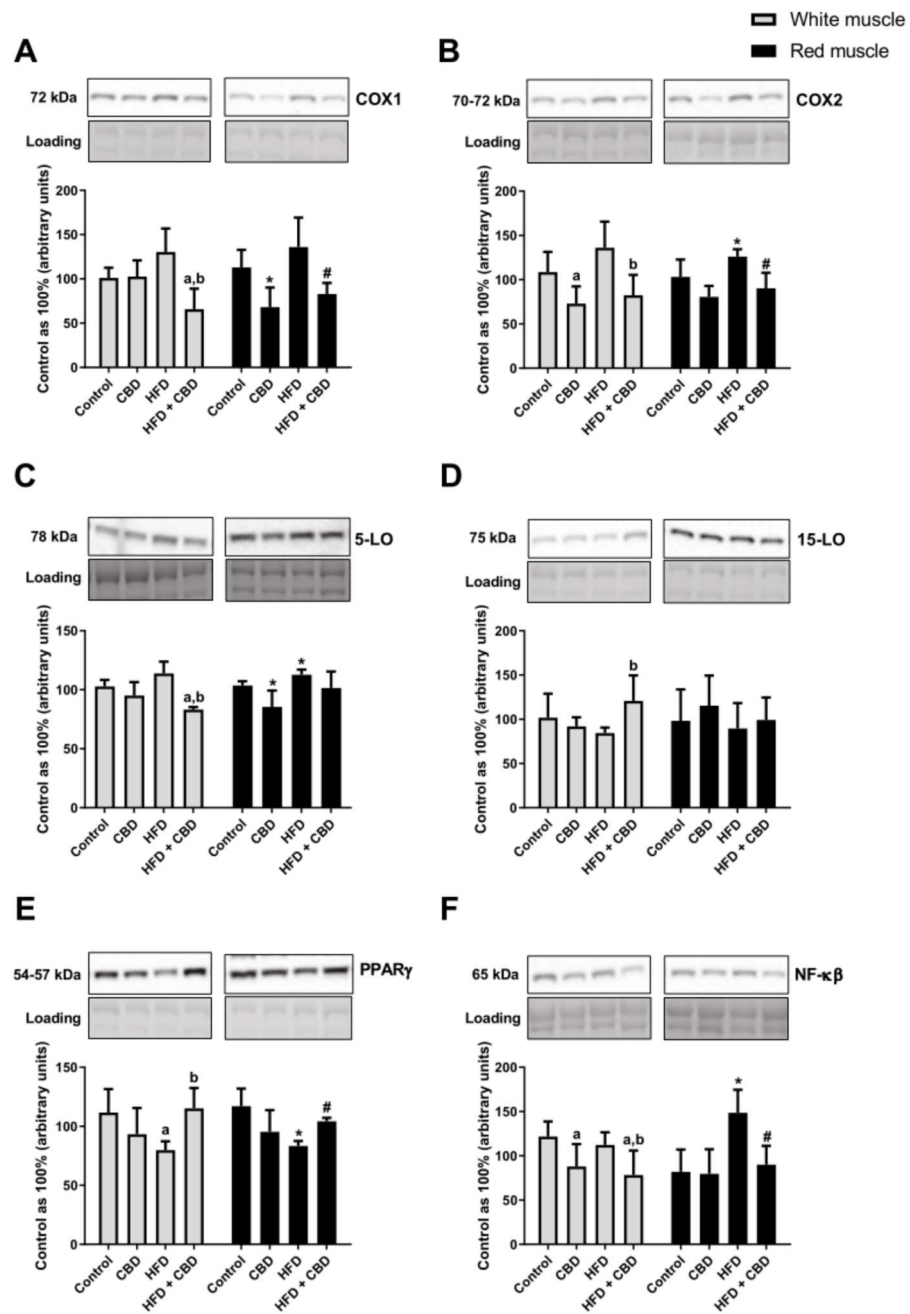 White muscle
Red muscle
A
72 kDa
COX1
Loading
Control as 100% (arbitrary units)
200
150
100
50
0
a,b
*
#
Control
CBD
HFD
HFD + CBD
Control
CBD
HFD
HFD + CBD
B
70-72 kDa
COX2
Loading
Control as 100% (arbitrary units)
200
150
100
50
0
a
b
*
#
Control
CBD
HFD
HFD + CBD
Control
CBD
HFD
HFD + CBD
C
78 kDa
5-LO
Loading
Control as 100% (arbitrary units)
150
100
50
0
a,b
*
*
Control
CBD
HFD
HFD + CBD
Control
CBD
HFD
HFD + CBD
D
75 kDa
15-LO
Loading
Control as 100% (arbitrary units)
200
150
100
50
0
b
Control
CBD
HFD
HFD + CBD
Control
CBD
HFD
HFD + CBD
E
54-57 kDa
PPARγ
Loading
Control as 100% (arbitrary units)
150
100
50
0
a
b
*
#
Control
CBD
HFD
HFD + CBD
Control
CBD
HFD
HFD + CBD
F
65 kDa
NF-κβ
Loading
Control as 100% (arbitrary units)
200
150
100
50
0
a
a,b
*
#
Control
CBD
HFD
HFD + CBD
Control
CBD
HFD
HFD + CBD